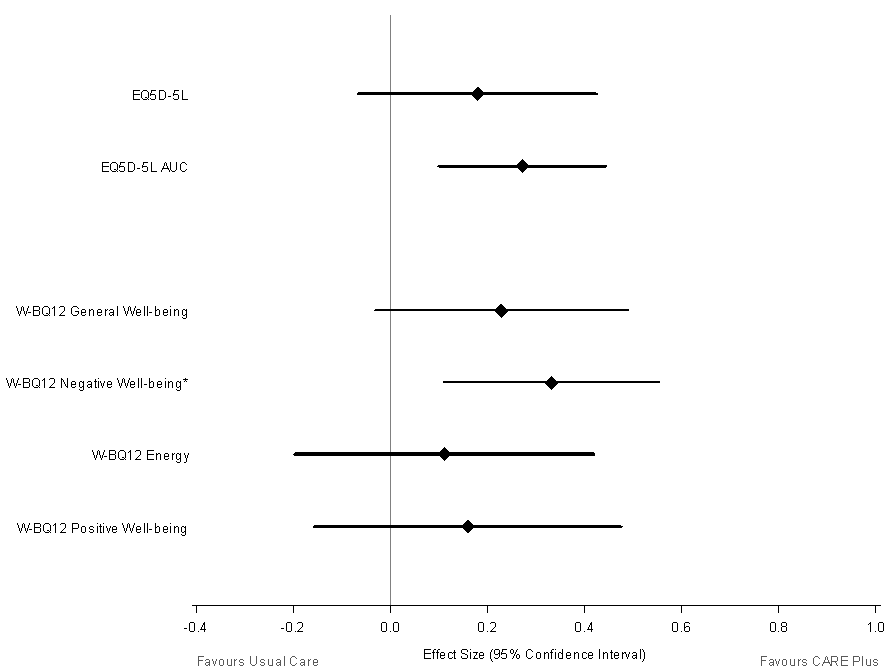 EQ5D-5L
EQ5D-5L AUC
W-BQ12 General Well-being
W-BQ12 Negative Well-being*
W-BQ12 Energy
W-BQ12 Positive Well-being
-0.4 -0.2 0.0 0.2 0.4 0.6 0.8 1.0
Favours Usual Care Effect Size (95% Confidence Interval) Favours CARE Plus